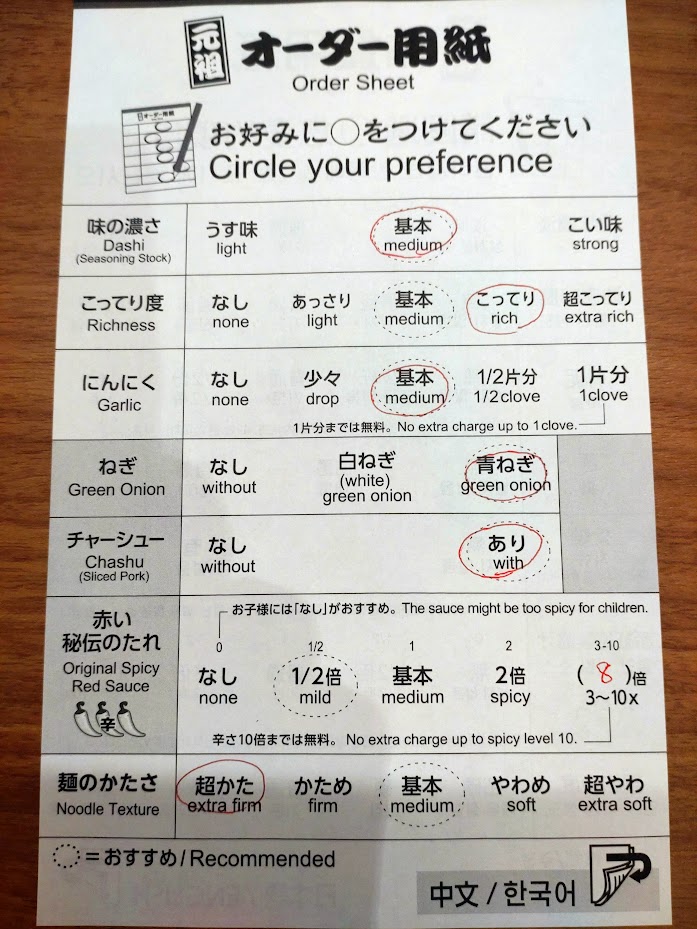 元祖 オーダー用紙
Order Sheet
オーダー用紙
お好みに○をつけてください
Circle your preference
味の濃さ うす味 基本 こい味
Dashi light medium strong
(Seasoning Stock)
こってり度 なし あっさり 基本 こってり 超こってり
Richness none light medium rich extra rich
にんにく なし 少々 基本 1/2片分 1片分
Garlic none drop medium 1/2clove 1clove
1片分までは無料。No extra charge up to 1clove.
ねぎ なし 白ねぎ 青ねぎ
Green Onion without (white) green onion
green onion
チャーシュー なし あり
Chashu without with
(Sliced Pork)
お子様には「なし」がおすすめ。The sauce might be too spicy for children.
赤い 0 1/2 1 2 3-10
秘伝のたれ なし 1/2倍 基本 2倍 ( 8 )倍
Original Spicy none mild medium spicy 3〜10x
Red Sauce
辛
辛さ10倍までは無料。 No extra charge up to spicy level 10.
麺のかたさ 超かた かため 基本 やわめ 超やわ
Noodle Texture extra firm firm medium soft extra soft
=おすすめ/Recommended
中文 / 한국어